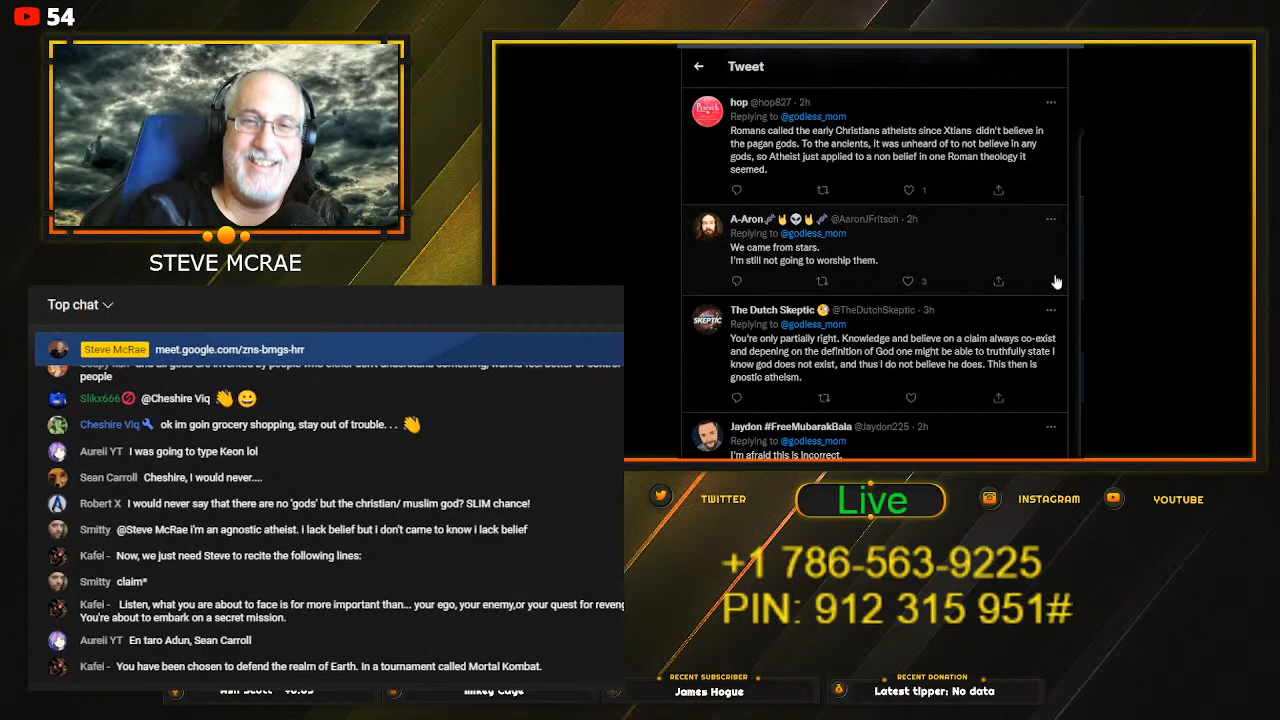 54
STEVE MCRAE
Top chat
Steve McRae meet.google.com/zns-bmgs-hrr
people
Slikx666 @Cheshire Viq
Cheshire Viq ok im goin grocery shopping, stay out of trouble. . .
Aureii YT I was going to type Keon lol
Sean Carroll Cheshire, I would never....
Robert X I would never say that there are no 'gods' but the christian/ muslim god? SLIM chance!
Smitty @Steve McRae i'm an agnostic atheist. i lack belief but i don't came to know i lack belief
Kafei - Now, we just need Steve to recite the following lines:
Smitty claim*
Kafei - Listen, what you are about to face is for more important than... your ego, your enemy,or your quest for
You're about to embark on a secret mission.
Aureii YT En taro Adun, Sean Carroll
Kafei - You have been chosen to defend the realm of Earth. In a tournament called Mortal Kombat.
Tweet
hop @hop827 · 2h
Replying to @godless_mom
Romans called the early Christians atheists since Xtians didn't believe in
the pagan gods. To the ancients, it was unheard of to not believe in any
gods, so Atheist just applied to a non belief in one Roman theology it
seemed.
1
A-Aron @AaronJFritsch · 2h
Replying to @godless_mom
We came from stars.
I'm still not going to worship them.
3
SKEPTIC
The Dutch Skeptic @TheDutchSkeptic · 3h
Replying to @godless_mom
You're only partially right. Knowledge and believe on a claim always co-exist
and depening on the definition of God one might be able to truthfully state I
know god does not exist, and thus I do not believe he does. This then is
gnostic atheism.
Jaydon #FreeMubarakBala @Jaydon225 · 2h
Replying to @godless_mom
I'm afraid this is incorrect.
TWITTER
Live
INSTAGRAM
YOUTUBE
+1 786-563-9225
PIN: 912 315 951#
RECENT SUBSCRIBER
James Hogue
RECENT DONATION
Latest tipper: No data